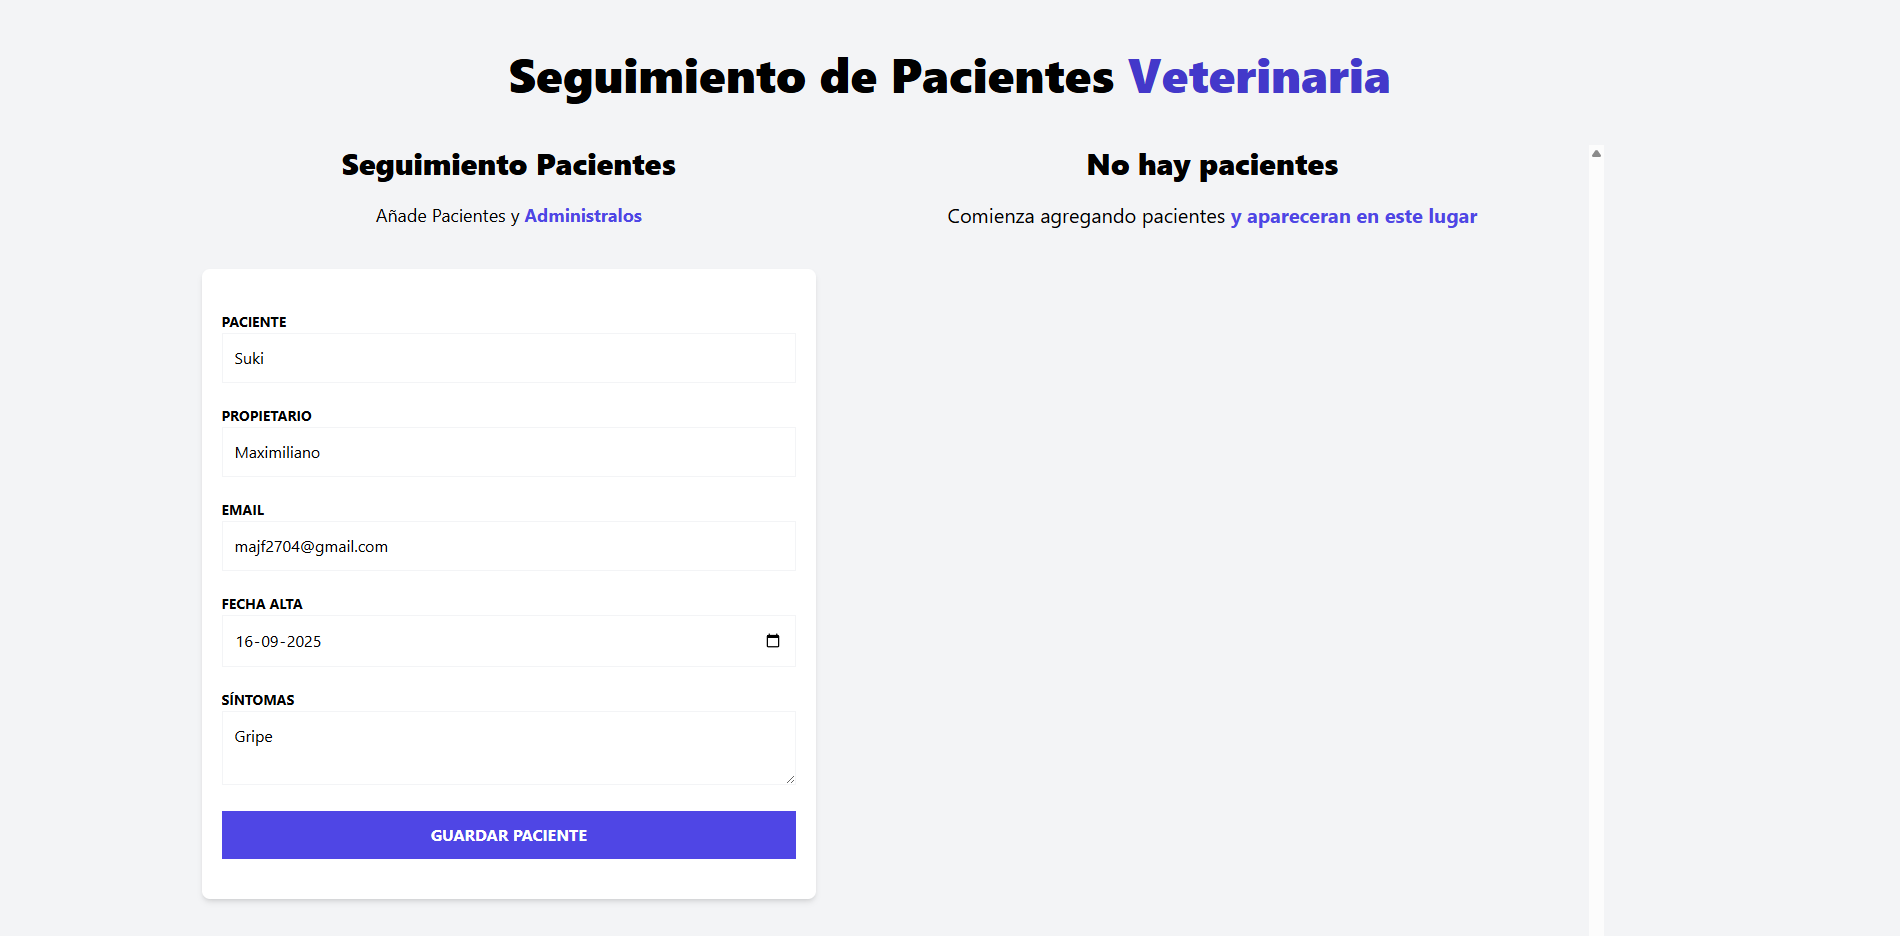 Seguimiento de Pacientes Veterinaria
Seguimiento Pacientes
Añade Pacientes y Administralos
PACIENTE
Suki
PROPIETARIO
Maximiliano
EMAIL
majf2704@gmail.com
FECHA ALTA
16-09-2025
SÍNTOMAS
Gripe
GUARDAR PACIENTE
No hay pacientes
Comienza agregando pacientes y apareceran en este lugar